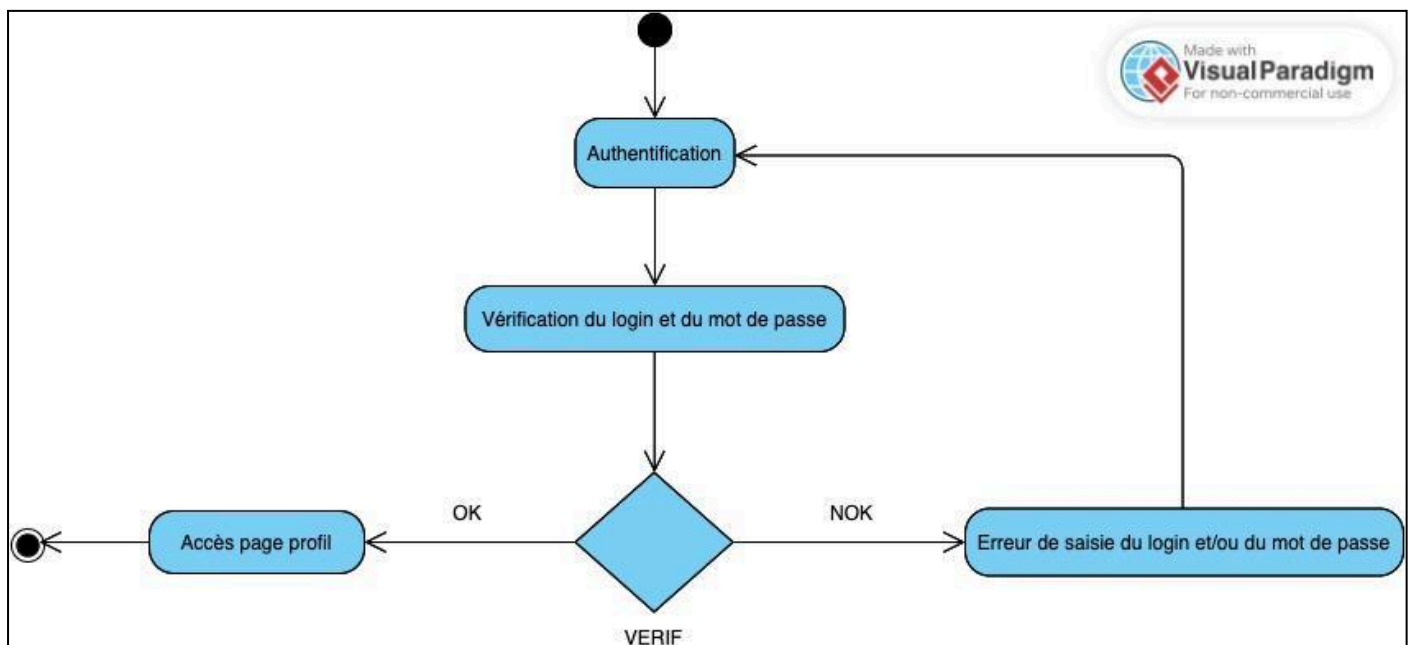 Made with
Visual Paradigm
For non-commercial use
Authentification
Vérification du login et du mot de passe
OK
NOK
Accès page profil
Erreur de saisie du login et/ou du mot de passe
VERIF